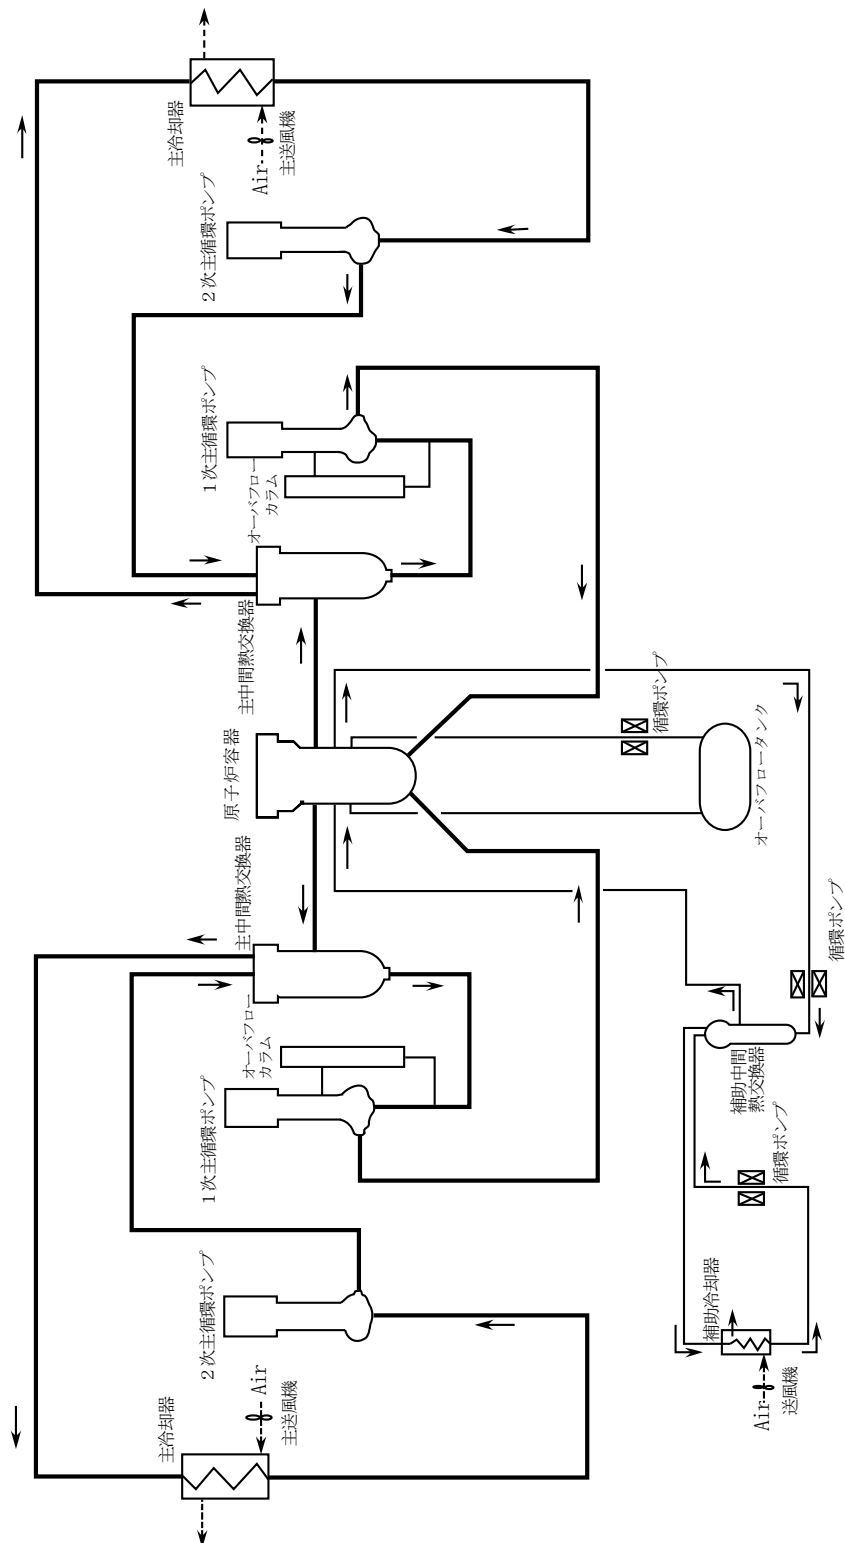 主冷却器
Air
主送風機
2次主循環ポンプ
1次主循環ポンプ
オーバフロー
カラム
主中間熱交換器
原子炉容器
循環ポンプ
オーバフロータンク
主中間熱交換器
オーバフロー
カラム
1次主循環ポンプ
2次主循環ポンプ
主冷却器
Air
主送風機
循環ポンプ
補助中間
熱交換器
循環ポンプ
補助冷却器
Air
送風機